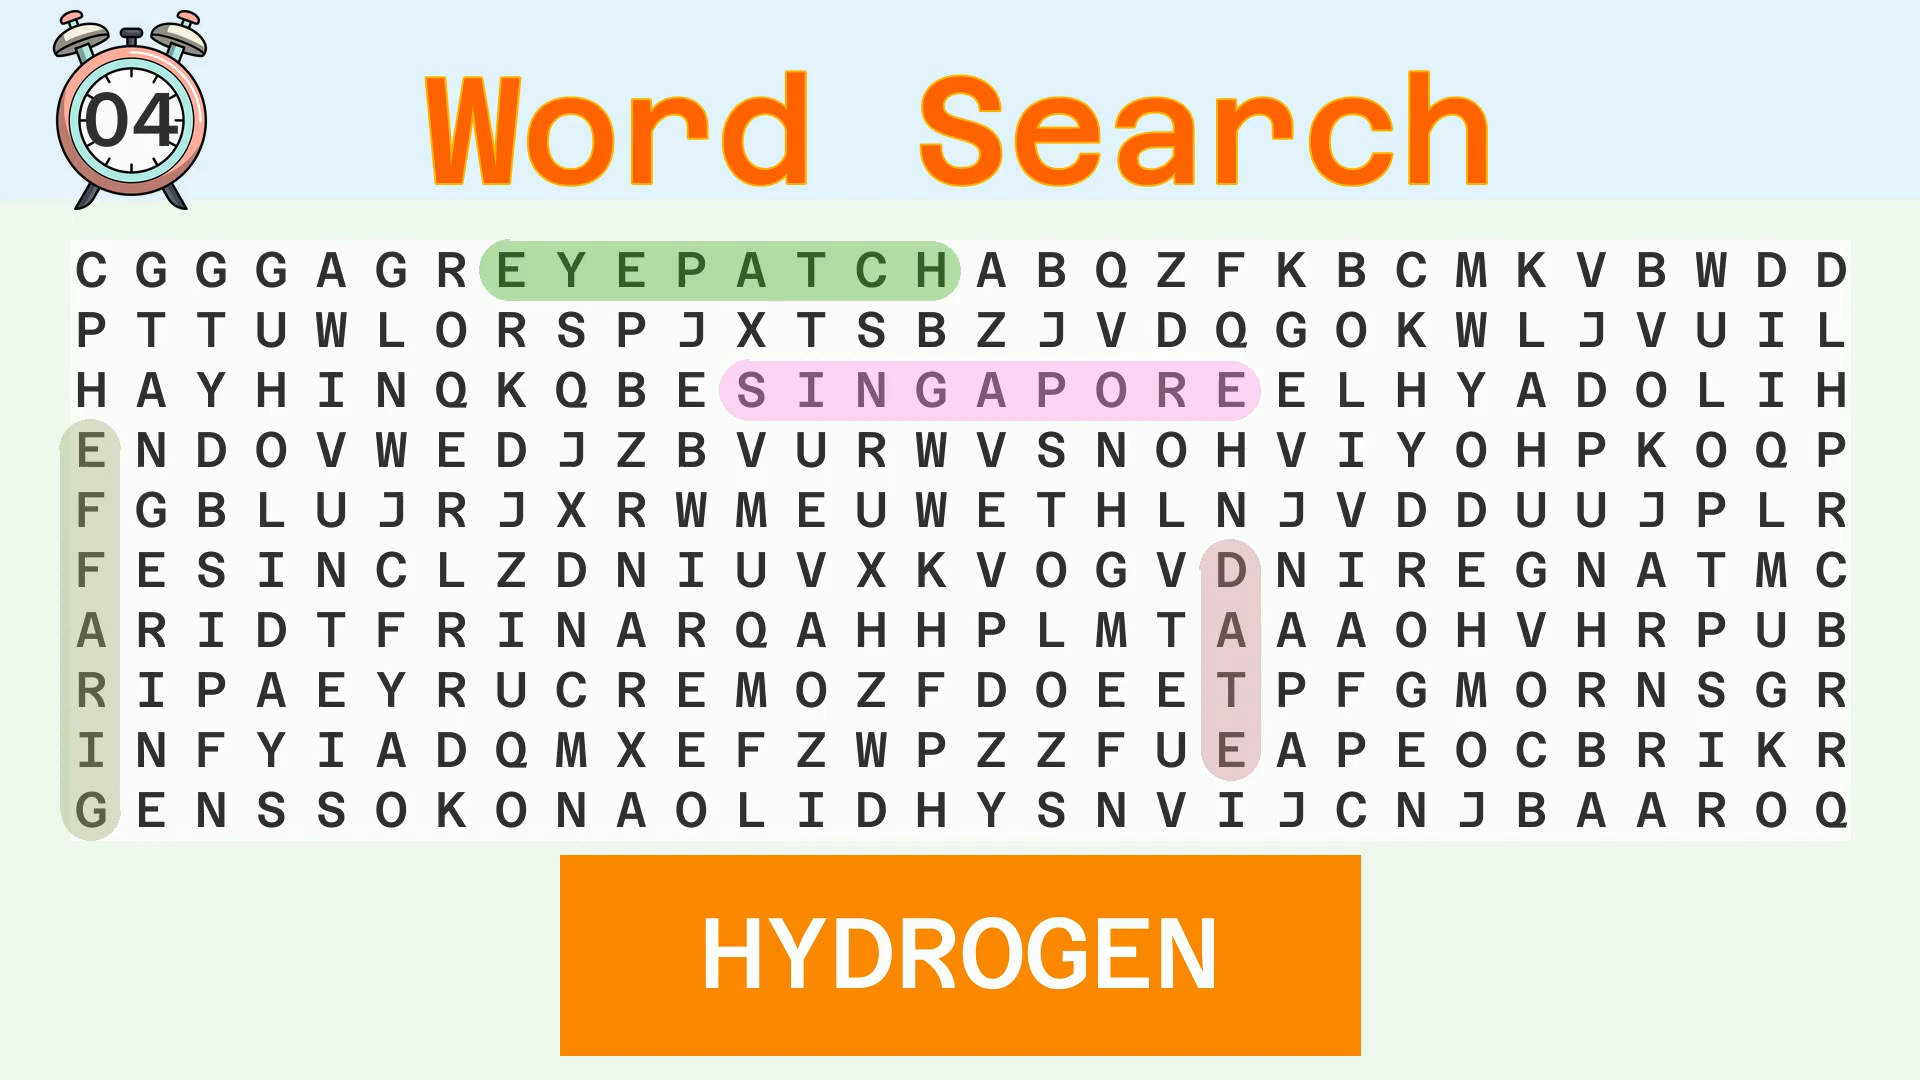 04
Word Search
C G G G A G R E Y E P A T C H A B Q Z F K B C M K V B W D D
P T T U W L O R S P J X T S B Z J V D Q G O K W L J V U I L
H A Y H I N Q K Q B E S I N G A P O R E E L H Y A D O L I H
E N D O V W E D J Z B V U R W V S N O H V I Y O H P K O Q P
F G B L U J R J X R W M E U W E T H L N J V D D U U J P L R
F E S I N C L Z D N I U V X K V O G V D N I R E G N A T M C
A R I D T F R I N A R Q A H H P L M T A A A O H V H R P U B
R I P A E Y R U C R E M O Z F D O E E T P F G M O R N S G R
I N F Y I A D Q M X E F Z W P Z Z F U E A P E O C B R I K R
G E N S S O K O N A O L I D H Y S N V I J C N J B A A R O Q
HYDROGEN